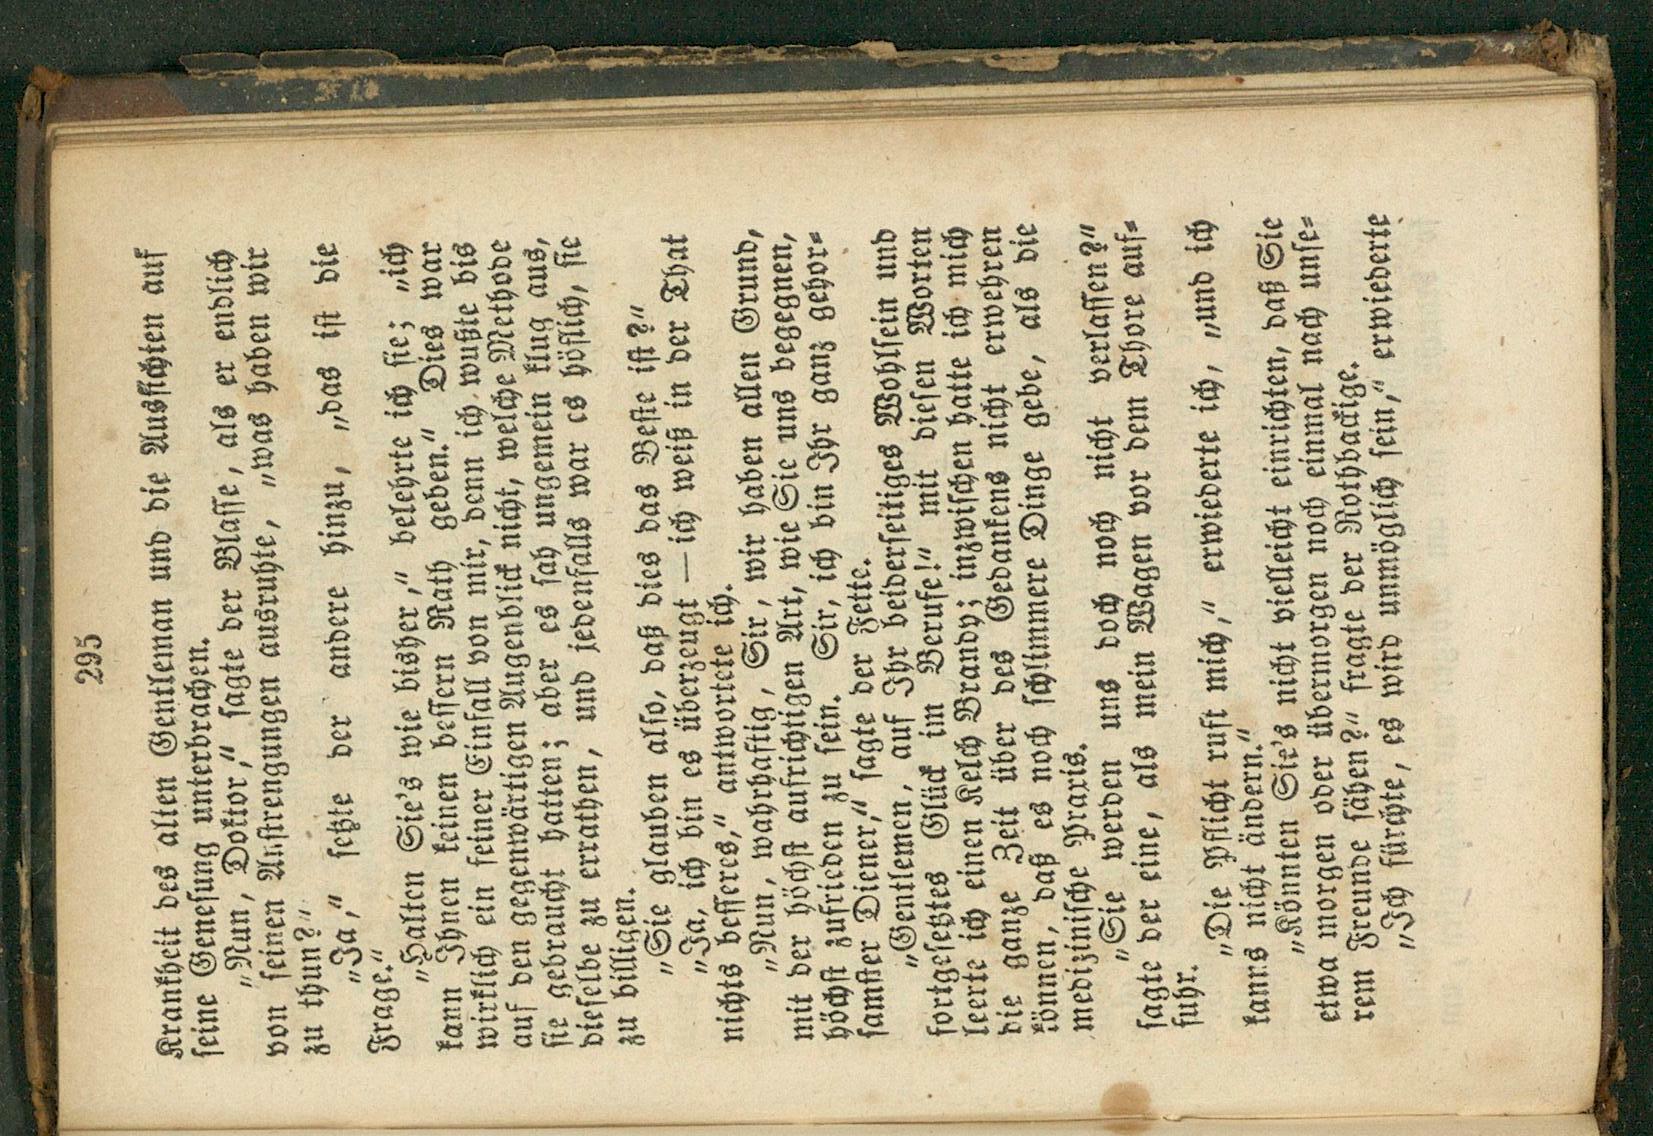 295
Krankheit des alten Gentleman und die Aussichten auf
seine Genesung unterbrachen.
„Nun, Doktor,“ sagte der Blasse, als er endlich
von seinen Anstrengungen ausruhte, „was haben wir
zu thun?“
„Ja,“ setzte der andere hinzu, „das ist die
Frage.“
„Halten Sie's wie bisher,“ belehrte ich sie; „ich
kann Ihnen keinen bessern Rath geben.“ Dies war
wirklich ein feiner Einfall von mir, denn ich wußte bis
auf den gegenwärtigen Augenblick nicht, welche Methode
sie gebraucht hatten; aber es sah ungemein klug aus,
dieselbe zu errathen, und jedenfalls war es höflich, sie
zu billigen.
„Sie glauben also, daß dies das Beste ist?“
„Ja, ich bin es überzeugt — ich weiß in der That
nichts besseres,“ antwortete ich.
„Nun, wahrhaftig, Sir, wir haben allen Grund,
mit der höchst aufrichtigen Art, wie Sie uns begegnen,
höchst zufrieden zu sein. Sir, ich bin Ihr ganz gehor-
samster Diener,“ sagte der Fette.
„Gentlemen, auf Ihr beiderseitiges Wohlsein und
fortgesetztes Glück im Berufe!“ mit diesen Worten
leerte ich einen Kelch Brandy; inzwischen hatte ich mich
die ganze Zeit über des Gedankens nicht erwehren
können, daß es noch schlimmere Dinge gebe, als die
medizinische Praxis.
„Sie werden uns doch noch nicht verlassen?“
sagte der eine, als mein Wagen vor dem Thore auf-
fuhr.
„Die Pflicht ruft mich,“ erwiederte ich, „und ich
kanns nicht ändern.“
„Könnten Sie's nicht vielleicht einrichten, daß Sie
etwa morgen oder übermorgen noch einmal nach unse-
rem Freunde sähen?“ fragte der Rothbackige.
„Ich fürchte, es wird unmöglich sein,“ erwiederte